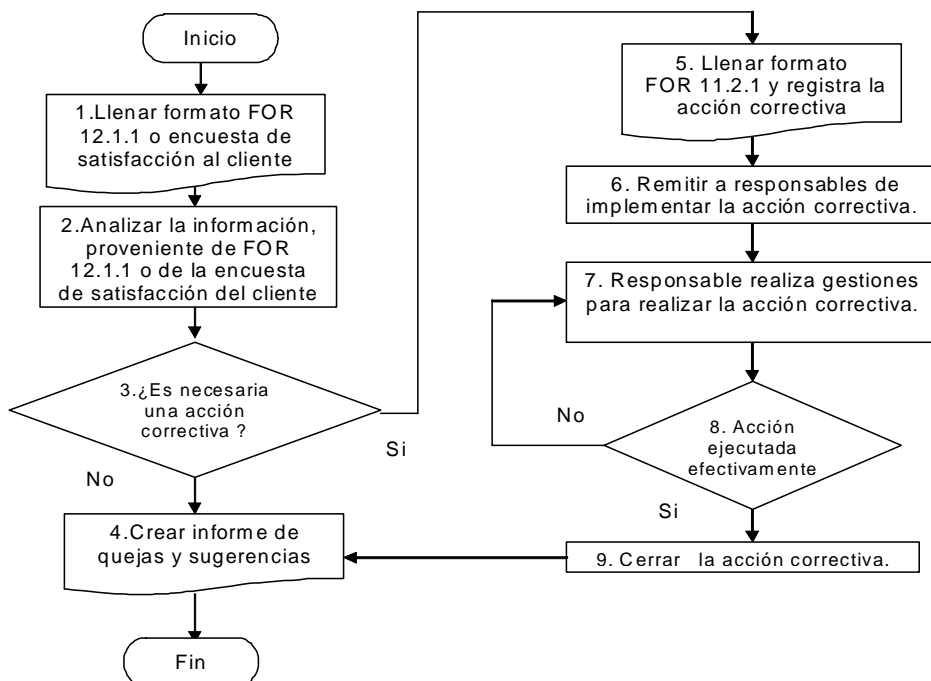 Inicio
1.Llenar formato FOR
12.1.1 o encuesta de
satisfacción al cliente
2.Analizar la información,
proveniente de FOR
12.1.1 o de la encuesta
de satisfacción del cliente
3.¿Es necesaria
una acción
correctiva ?
Si
No
4.Crear informe de
quejas y sugerencias
Fin
5. Llenar formato
FOR 11.2.1 y registra la
acción correctiva
6. Remitir a responsables de
implementar la acción correctiva.
7. Responsable realiza gestiones
para realizar la acción correctiva.
No
8. Acción
ejecutada
efectivamente
Si
9. Cerrar la acción correctiva.